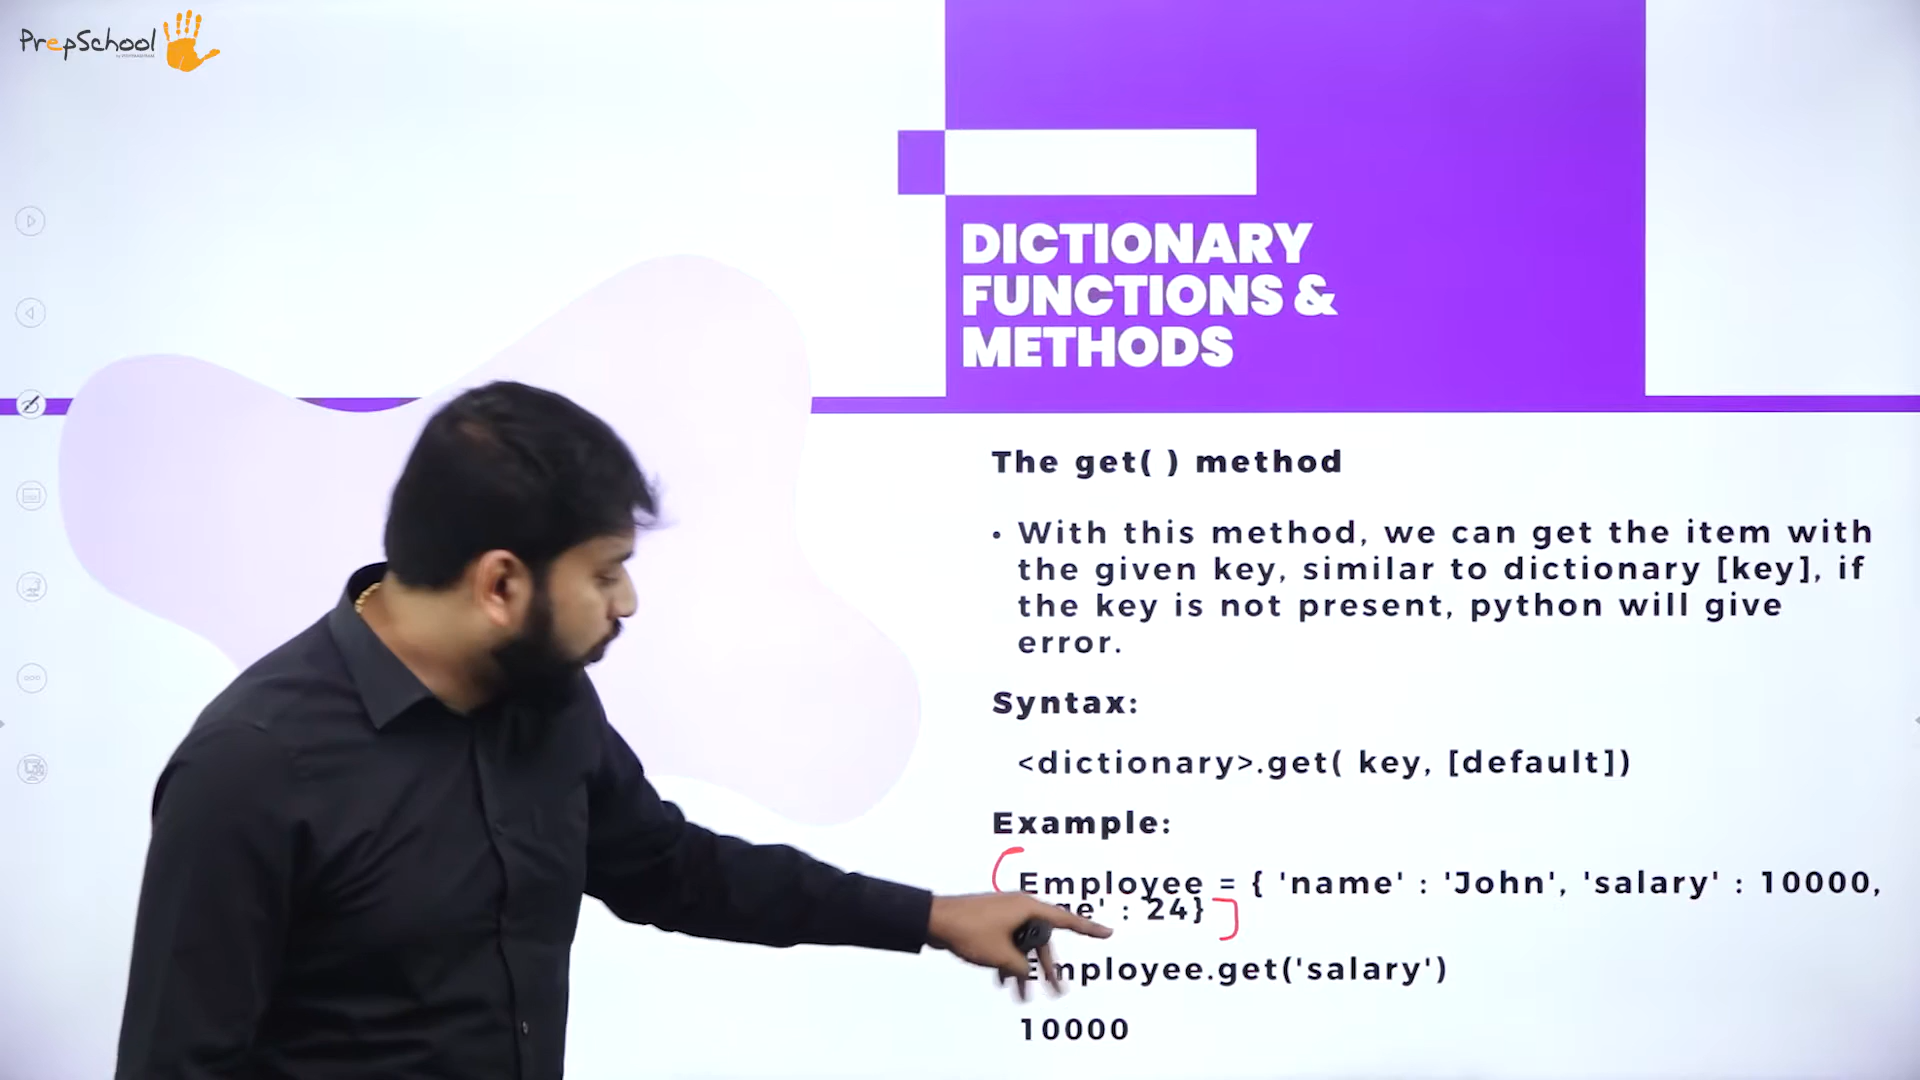 PrepSchool
DICTIONARY
FUNCTIONS &
METHODS
The get( ) method
• With this method, we can get the item with
the given key, similar to dictionary [key], if
the key is not present, python will give
error.
Syntax:
<dictionary>.get( key, [default])
Example:
Employee = { 'name' : 'John', 'salary' : 10000,
: 24}
Employee.get('salary')
10000